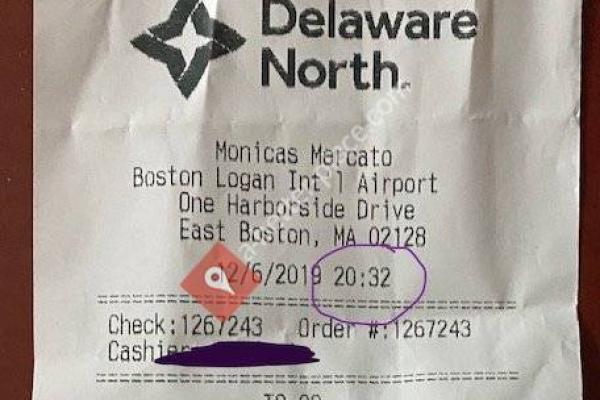 Delaware
North.
Monicas Mercato
Boston Logan Int'l Airport
One Harborside Drive
East Boston, MA 02128
12/6/2019 20:32
Check:1267243 Order #:1267243
Cashier